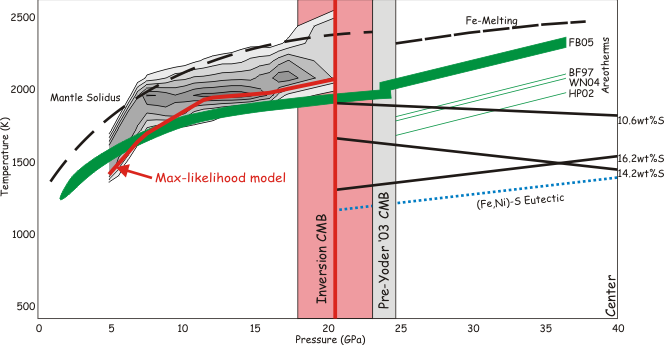 2500
Fe-Melting
FB05
BF97
2000
WN04
HP02
Mantle Solidus
Areotherms
10.6wt%S
Temperature (K)
1500
16.2wt%S
Max-likelihood model
14.2wt%S
(Fe,Ni)-S Eutectic
Inversion CMB
Pre-Yoder '03 CMB
1000
500
Center
0 5 10 15 20 25 30 35 40
Pressure (GPa)